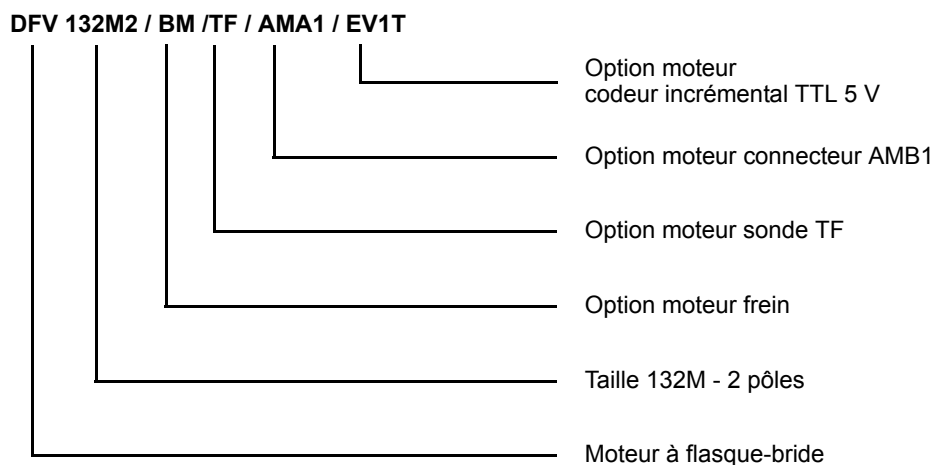 DFV 132M2 / BM /TF / AMA1 / EV1T
Option moteur
codeur incrémental TTL 5 V
Option moteur connecteur AMB1
Option moteur sonde TF
Option moteur frein
Taille 132M - 2 pôles
Moteur à flasque-bride